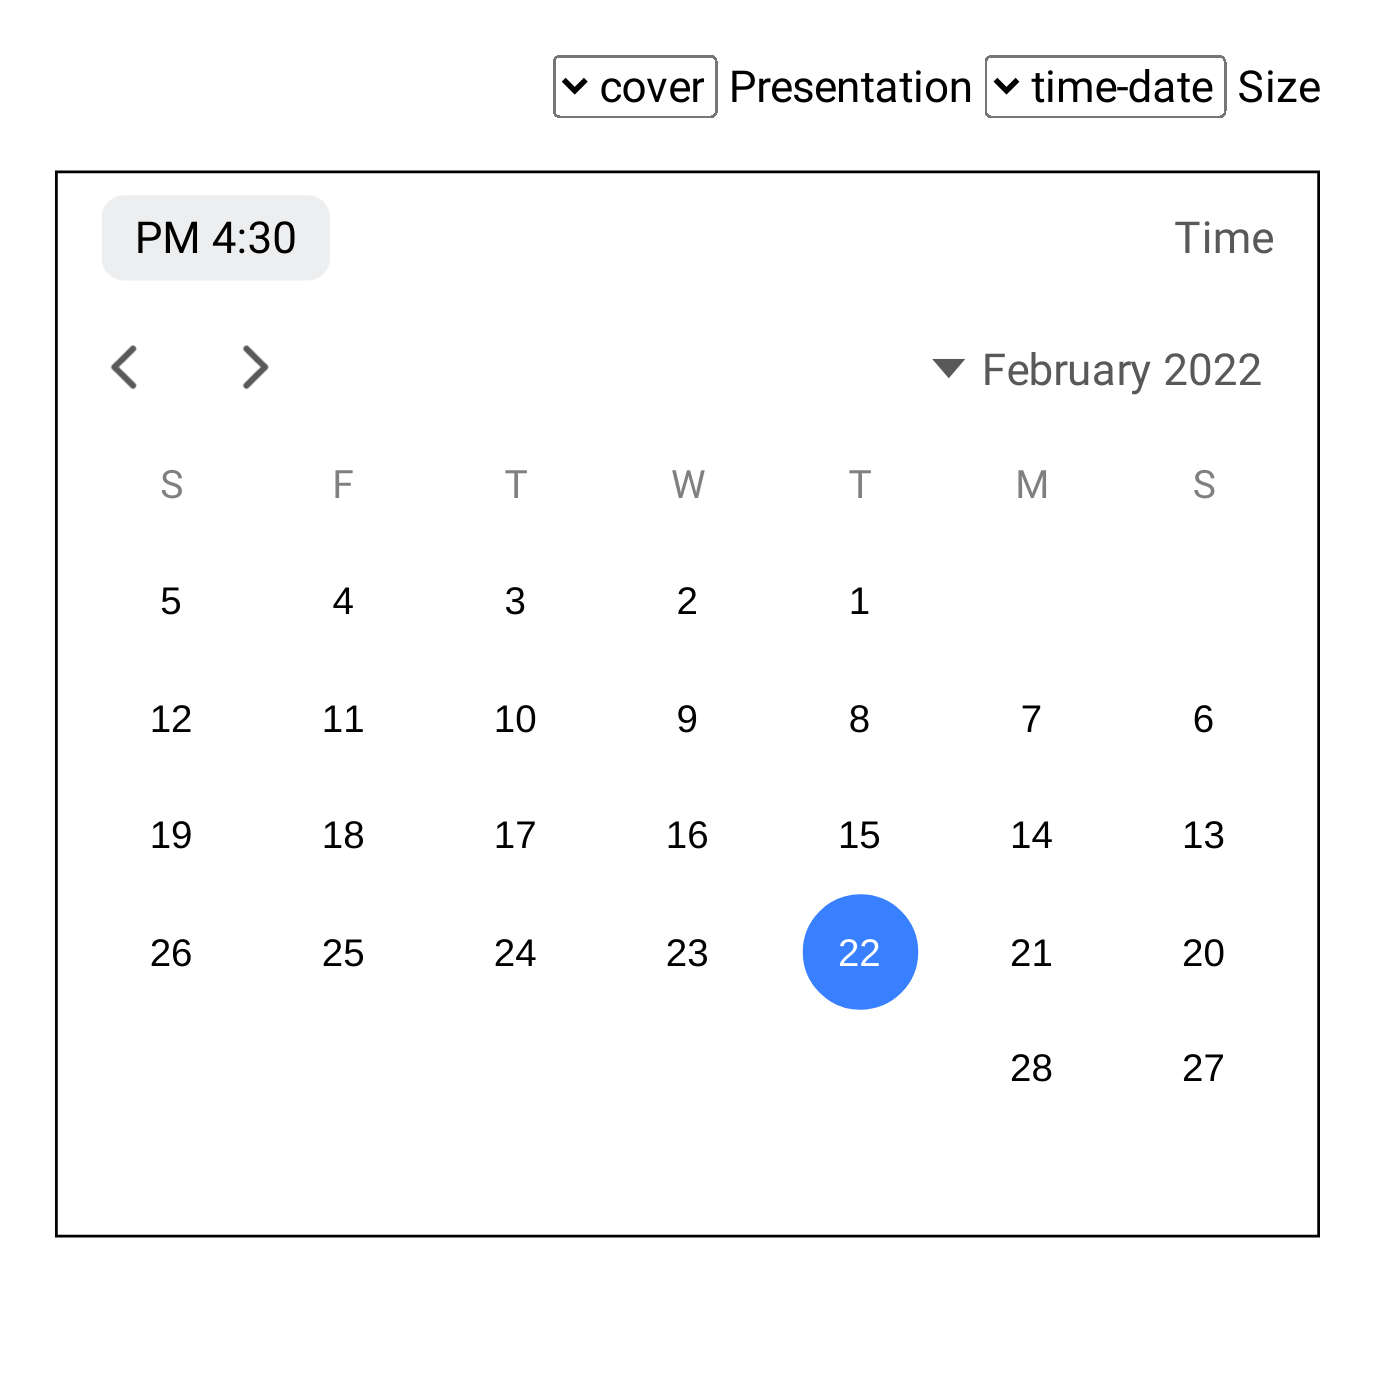 cover Presentation time-date Size
PM 4:30 Time
February 2022
S F T W T M S
5 4 3 2 1
12 11 10 9 8 7 6
19 18 17 16 15 14 13
26 25 24 23 22 21 20
28 27